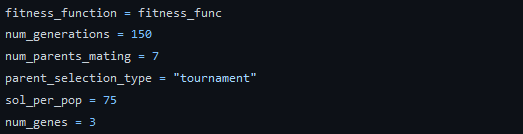 fitness_function = fitness_func
num_generations = 150
num_parents_mating = 7
parent_selection_type = "tournament"
sol_per_pop = 75
num_genes = 3